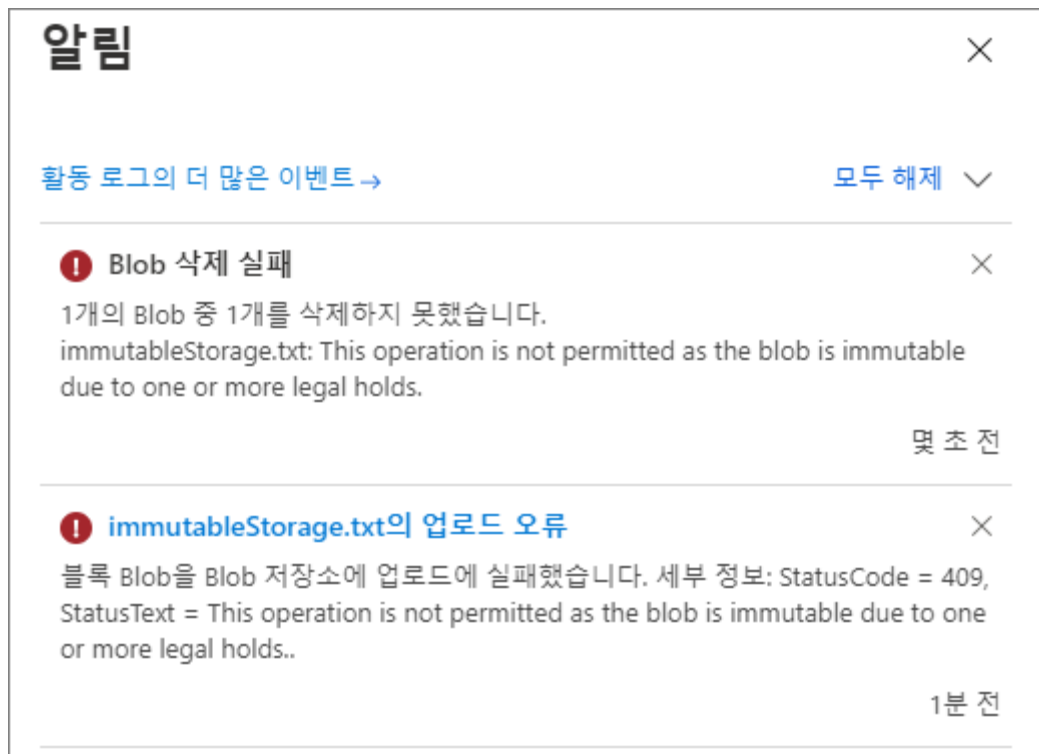 알림
활동 로그의 더 많은 이벤트→
모두 해제
Blob 삭제 실패
1개의 Blob 중 1개를 삭제하지 못했습니다.
immutableStorage.txt: This operation is not permitted as the blob is immutable
due to one or more legal holds.
몇 초 전
immutableStorage.txt의 업로드 오류
블록 Blob을 Blob 저장소에 업로드에 실패했습니다. 세부 정보: StatusCode = 409,
StatusText = This operation is not permitted as the blob is immutable due to one
or more legal holds..
1분 전